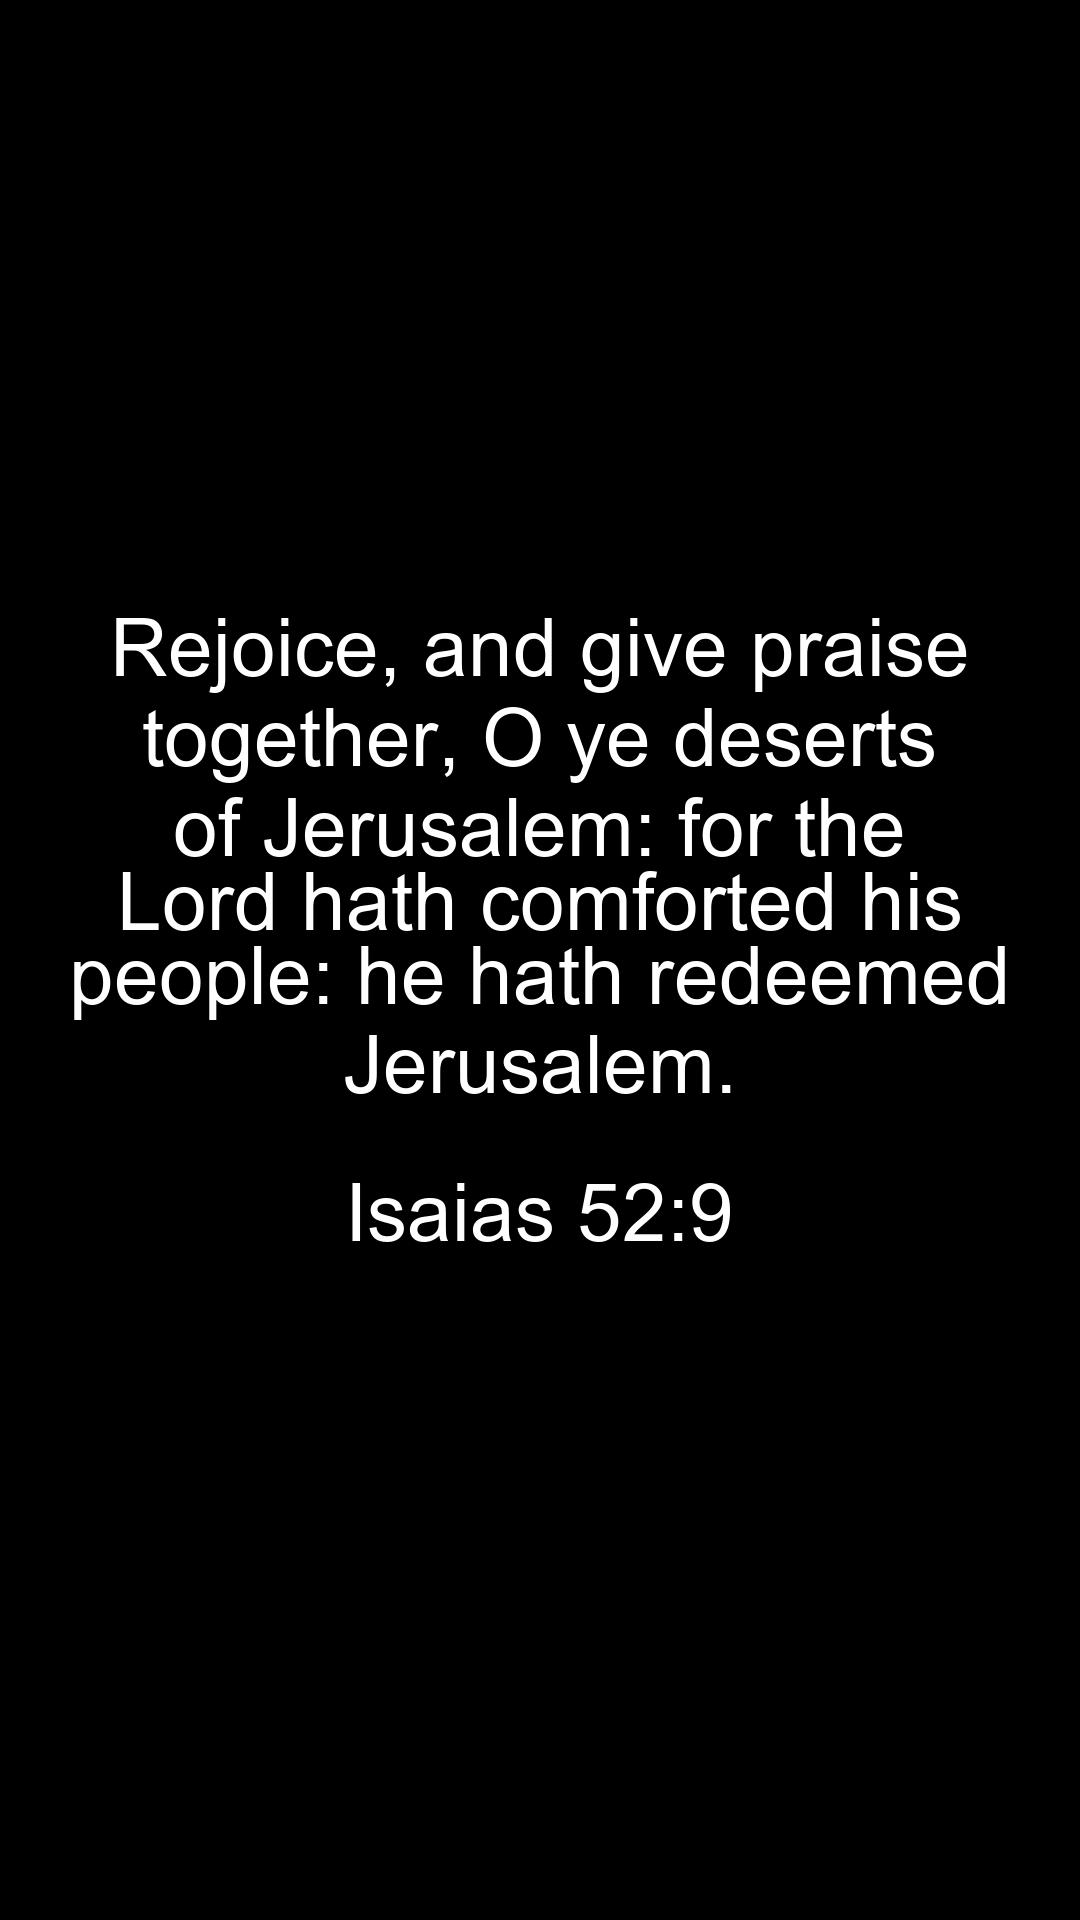 Rejoice, and give praise
together, O ye deserts
of Jerusalem: for the
Lord hath comforted his
people: he hath redeemed
Jerusalem.
Isaias 52:9